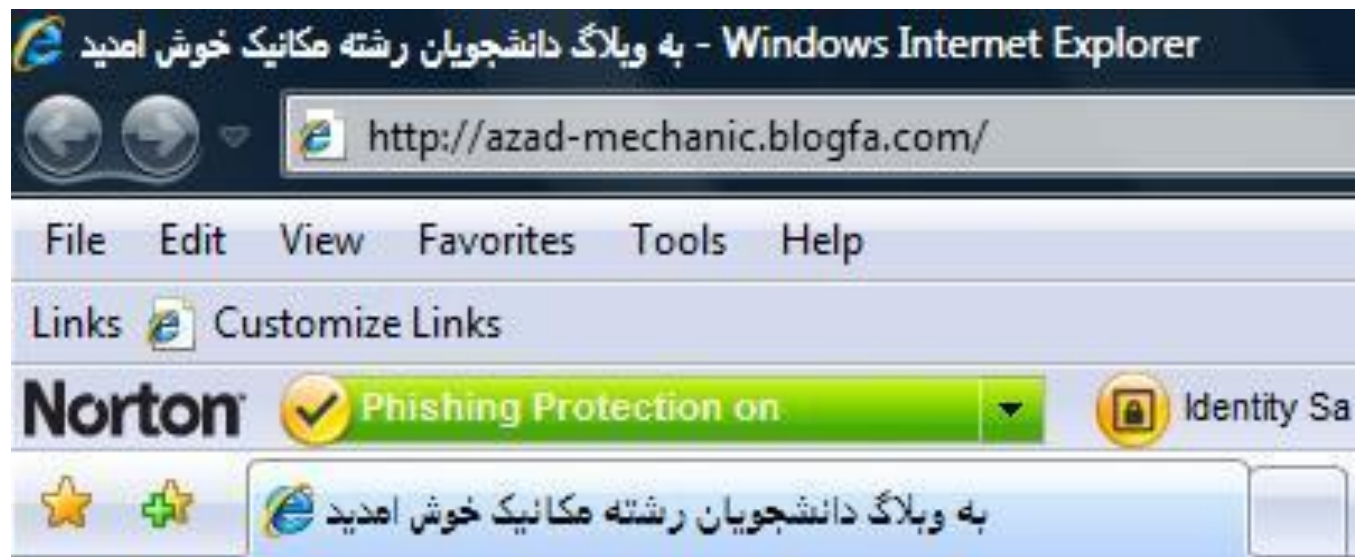 به وبلاگ دانشجویان رشته مکانیک خوش امدید - Windows Internet Explorer
http://azad-mechanic.blogfa.com/
File Edit View Favorites Tools Help
Links Customize Links
Norton Phishing Protection on Identity Sa
به وبلاگ دانشجویان رشته مکانیک خوش امدید